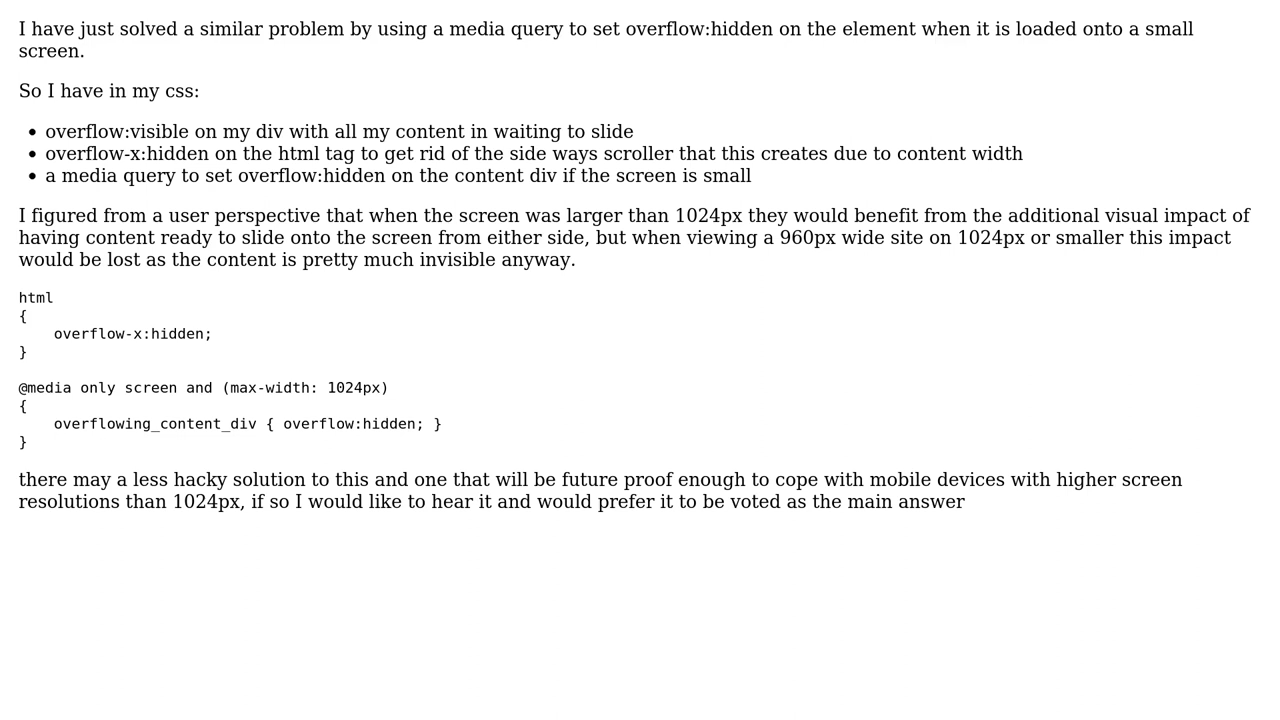 I have just solved a similar problem by using a media query to set overflow:hidden on the element when it is loaded onto a small
screen.
So I have in my css:
• overflow:visible on my div with all my content in waiting to slide
• overflow-x:hidden on the html tag to get rid of the side ways scroller that this creates due to content width
• a media query to set overflow:hidden on the content div if the screen is small
I figured from a user perspective that when the screen was larger than 1024px they would benefit from the additional visual impact of
having content ready to slide onto the screen from either side, but when viewing a 960px wide site on 1024px or smaller this impact
would be lost as the content is pretty much invisible anyway.
html
{
    overflow-x:hidden;
}
@media only screen and (max-width: 1024px)
{
    overflowing_content_div { overflow:hidden; }
}
there may a less hacky solution to this and one that will be future proof enough to cope with mobile devices with higher screen
resolutions than 1024px, if so I would like to hear it and would prefer it to be voted as the main answer